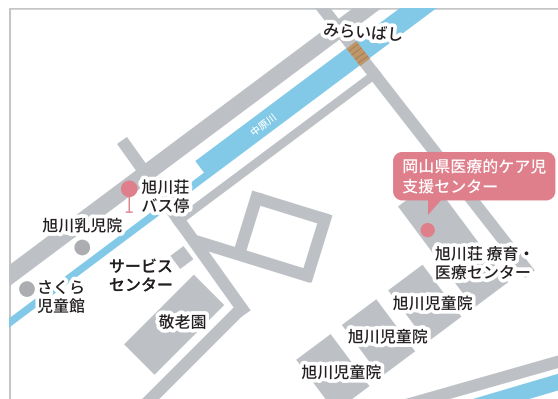 みらいばし
中原川
岡山県医療的ケア児
支援センター
旭川荘
バス停
旭川乳児院
旭川荘 療育・
医療センター
サービス
センター
さくら
児童館
旭川児童院
敬老園
旭川児童院
旭川児童院